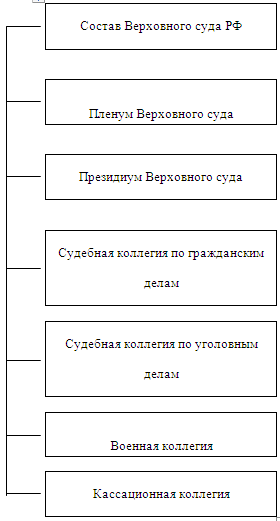 Состав Верховного суда РФ
Пленум Верховного суда
Президиум Верховного суда
Судебная коллегия по гражданским
делам
Судебная коллегия по уголовным
делам
Военная коллегия
Кассационная коллегия